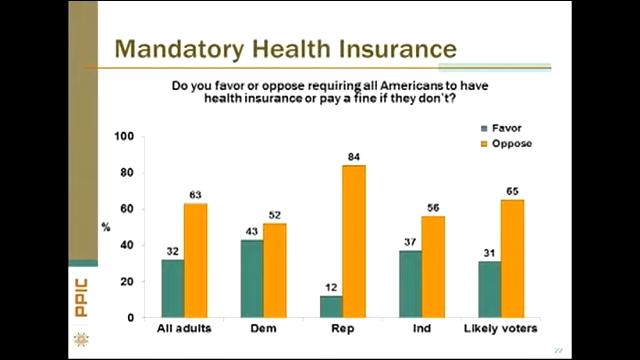 Mandatory Health Insurance
Do you favor or oppose requiring all Americans to have
health insurance or pay a fine if they don't?
Favor
Oppose
100
80
60
40
20
0
%
63
32
43
52
84
12
37
56
31
65
All adults
Dem
Rep
Ind
Likely voters
PPIC
22